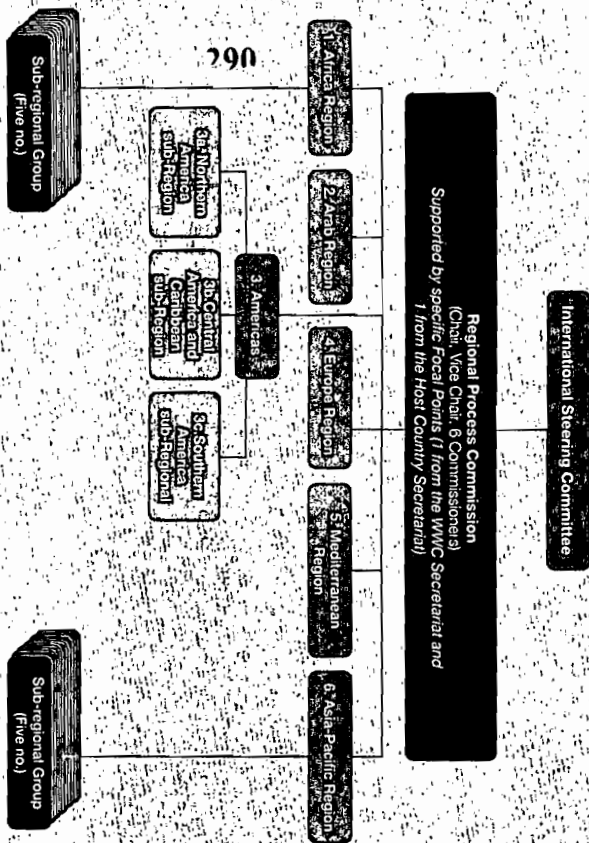 290
International Steering Committee
Regional Process Commission
(Chair, Vice Chair, 6 Commissioners)
Supported by specific Focal Points (1 from the WWC Secretariat and
1 from the Host Country Secretariat)
1. Africa Region
2. Arab Region
3. Americas
4. Europe Region
5. Mediterranean
Region
6. Asia-Pacific Region
3a. Northern
America
sub-Region
3b. Central
America and
Caribbean
sub-Region
3c. Southern
America
sub-Regional
Sub-regional Group
(Five no.)
Sub-regional Group
(Five no.)